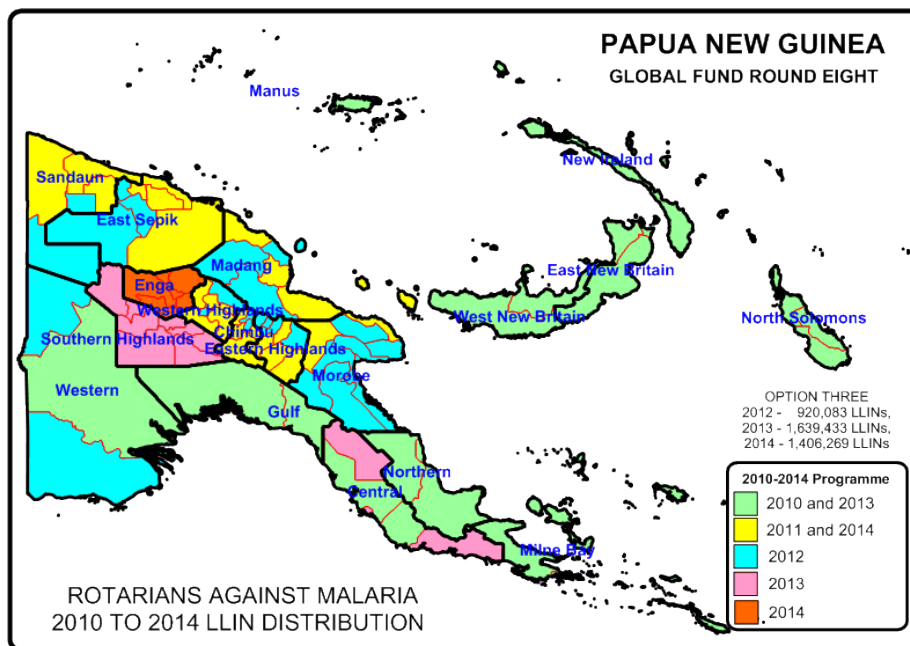 PAPUA NEW GUINEA
GLOBAL FUND ROUND EIGHT
Manus
New Ireland
Sandaun
East Sepik
Madang
East New Britain
Enga
Western Highlands
West New Britain
North Solomons
Chimbu
Southern Highlands
Eastern Highlands
Morobe
Western
Gulf
Northern
Central
Milne Bay
OPTION THREE
2012 - 920,083 LLINs,
2013 - 1,639,433 LLINs,
2014 - 1,406,269 LLINs
2010-2014 Programme
2010 and 2013
2011 and 2014
2012
2013
2014
ROTARIANS AGAINST MALARIA
2010 TO 2014 LLIN DISTRIBUTION